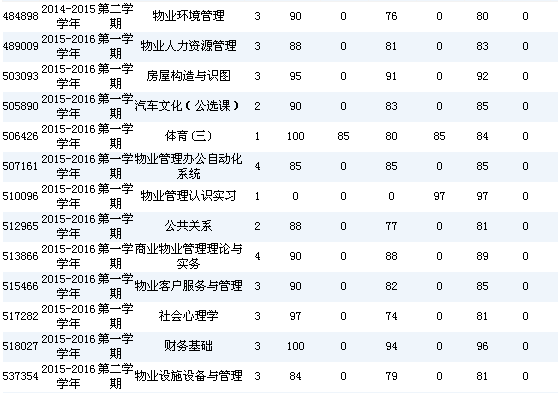 484898 2014-2015学年 第二学期 物业环境管理 3 90 0 76 0 80 0
489009 2015-2016学年 第一学期 物业人力资源管理 3 88 0 81 0 83 0
503093 2015-2016学年 第一学期 房屋构造与识图 3 95 0 91 0 92 0
505890 2015-2016学年 第一学期 汽车文化（公选课） 2 90 0 83 0 85 0
506426 2015-2016学年 第一学期 体育(三) 1 100 85 80 85 84 0
507161 2015-2016学年 第一学期 物业管理办公自动化系统 4 85 0 85 0 85 0
510096 2015-2016学年 第一学期 物业管理认识实习 1 0 0 0 97 97 0
512965 2015-2016学年 第一学期 公共关系 2 88 0 77 0 81 0
513866 2015-2016学年 第一学期 商业物业管理理论与实务 4 90 0 88 0 89 0
515466 2015-2016学年 第一学期 物业客户服务与管理 3 90 0 82 0 85 0
517282 2015-2016学年 第一学期 社会心理学 3 97 0 74 0 81 0
518027 2015-2016学年 第一学期 财务基础 3 100 0 94 0 96 0
537354 2015-2016学年 第二学期 物业设施设备与管理 3 84 0 79 0 81 0